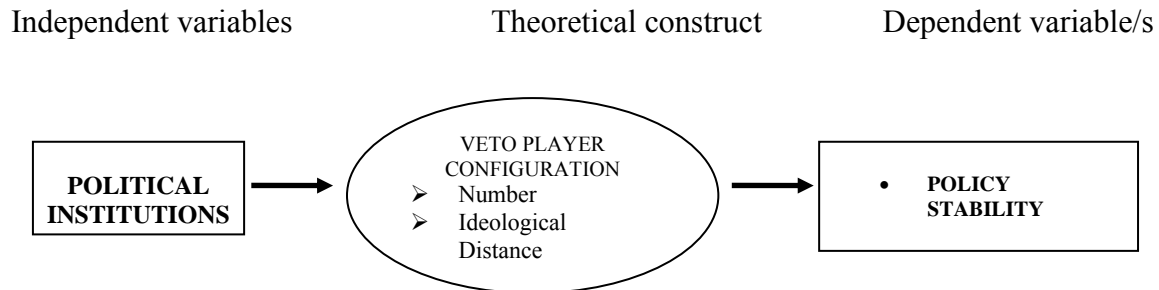 Independent variables Theoretical construct Dependent variable/s
POLITICAL
INSTITUTIONS
VETO PLAYER
CONFIGURATION
➢ Number
➢ Ideological
Distance
• POLICY
STABILITY